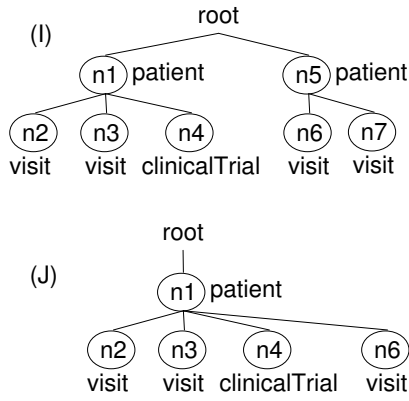 root
(I)
n1 patient n5 patient
n2 n3 n4 n6 n7
visit visit clinicalTrial visit visit
root
(J)
n1 patient
n2 n3 n4 n6
visit visit clinicalTrial visit